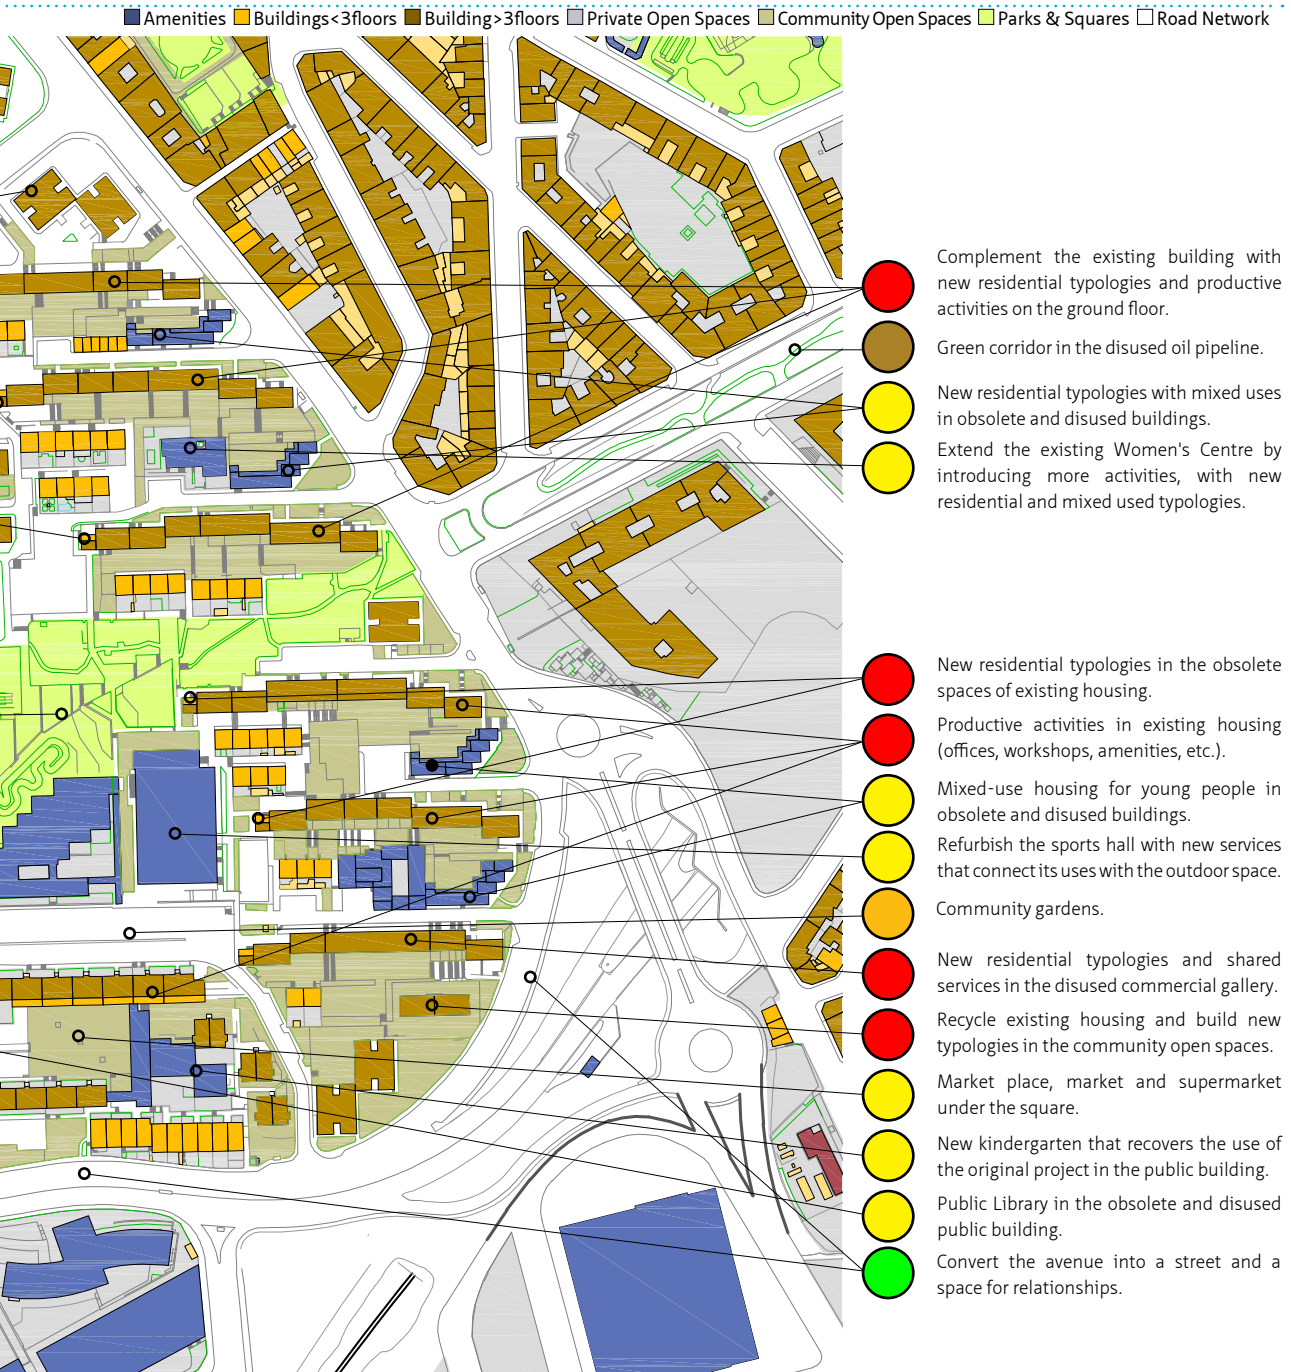 Amenities Buildings<3floors Building>3floors Private Open Spaces Community Open Spaces Parks & Squares Road Network
Complement the existing building with
new residential typologies and productive
activities on the ground floor.
Green corridor in the disused oil pipeline.
New residential typologies with mixed uses
in obsolete and disused buildings.
Extend the existing Women's Centre by
introducing more activities, with new
residential and mixed used typologies.
New residential typologies in the obsolete
spaces of existing housing.
Productive activities in existing housing
(offices, workshops, amenities, etc.).
Mixed-use housing for young people in
obsolete and disused buildings.
Refurbish the sports hall with new services
that connect its uses with the outdoor space.
Community gardens.
New residential typologies and shared
services in the disused commercial gallery.
Recycle existing housing and build new
typologies in the community open spaces.
Market place, market and supermarket
under the square.
New kindergarten that recovers the use of
the original project in the public building.
Public Library in the obsolete and disused
public building.
Convert the avenue into a street and a
space for relationships.